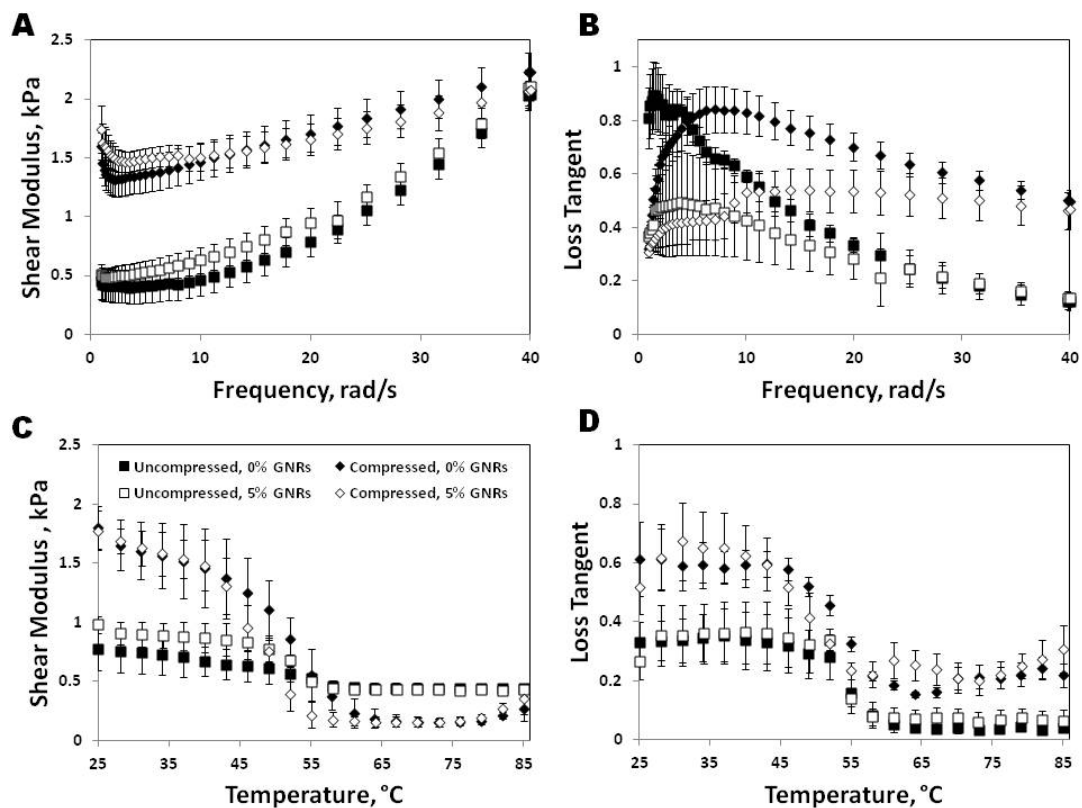 A
B
2.5
2
1.5
1
0.5
0
Shear Modulus, kPa
0 10 20 30 40
Frequency, rad/s
1
0.8
0.6
0.4
0.2
0
Loss Tangent
0 10 20 30 40
Frequency, rad/s
C
D
2.5
2
1.5
1
0.5
0
Shear Modulus , kPa
Uncompressed, 0% GNRs Compressed, 0% GNRs
Uncompressed, 5% GNRs Compressed, 5% GNRs
25 35 45 55 65 75 85
Temperature, °C
1
0.8
0.6
0.4
0.2
0
Loss Tangent
25 35 45 55 65 75 85
Temperature, °C